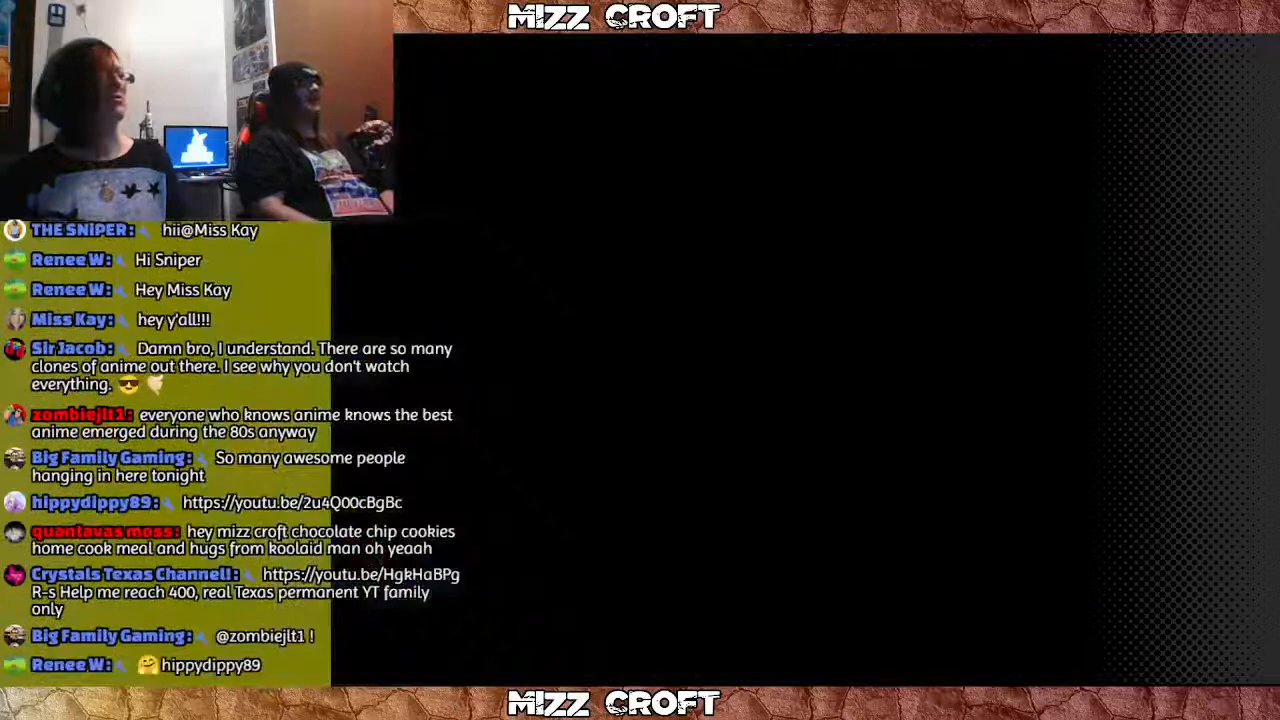 MIZZ CROFT
THE SNIPER: hii@Miss Kay
Renee W: Hi Sniper
Renee W: Hey Miss Kay
Miss Kay: hey y'all!!!
Sir Jacob: Damn bro, I understand. There are so many
clones of anime out there. I see why you don't watch
everything. 😎
zombiejlt1: everyone who knows anime knows the best
anime emerged during the 80s anyway
Big Family Gaming: So many awesome people
hanging in here tonight
hippydippy89: https://youtu.be/2u4Q00cBgBc
quantavas moss: hey mizz croft chocolate chip cookies
home cook meal and hugs from koolaid man oh yeaah
Crystals Texas Channel!: https://youtu.be/HgkHaBPg
R-s Help me reach 400, real Texas permanent YT family
only
Big Family Gaming: @zombiejlt1 !
Renee W: 🤗 hippydippy89
MIZZ CROFT